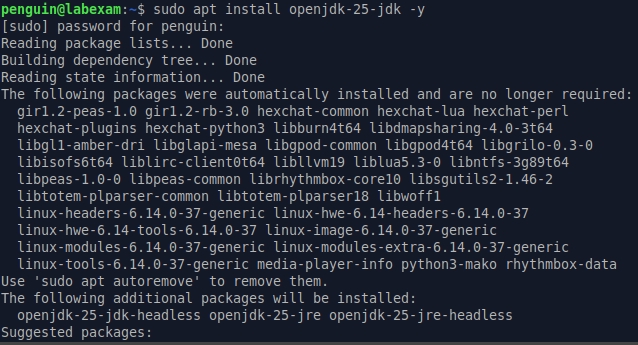 penguin@labexam:~$ sudo apt install openjdk-25-jdk -y
[sudo] password for penguin:
Reading package lists... Done
Building dependency tree... Done
Reading state information... Done
The following packages were automatically installed and are no longer required:
  gir1.2-peas-1.0 gir1.2-rb-3.0 hexchat-common hexchat-lua hexchat-perl
  hexchat-plugins hexchat-python3 libburn4t64 libdmapsharing-4.0-3t64
  libgl1-amber-dri libglapi-mesa libgpod-common libgpod4t64 libgrilo-0.3-0
  libisofs6t64 liblirc-client0t64 libllvm19 liblua5.3-0 libntfs-3g89t64
  libpeas-1.0-0 libpeas-common librhythmbox-core10 libsgutils2-1.46-2
  libtotem-plparser-common libtotem-plparser18 libwoff1
  linux-headers-6.14.0-37-generic linux-hwe-6.14-headers-6.14.0-37
  linux-hwe-6.14-tools-6.14.0-37 linux-image-6.14.0-37-generic
  linux-modules-6.14.0-37-generic linux-modules-extra-6.14.0-37-generic
  linux-tools-6.14.0-37-generic media-player-info python3-mako rhythmbox-data
Use 'sudo apt autoremove' to remove them.
The following additional packages will be installed:
  openjdk-25-jdk-headless openjdk-25-jre openjdk-25-jre-headless
Suggested packages: